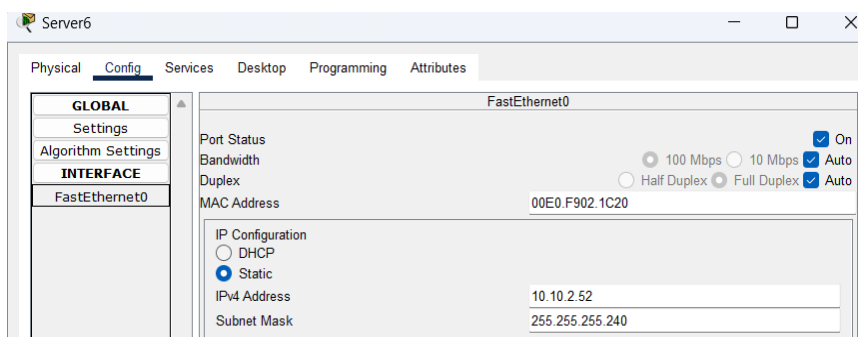 Server6
Physical Config Services Desktop Programming Attributes
GLOBAL
Settings
Algorithm Settings
INTERFACE
FastEthernet0
FastEthernet0
Port Status On
Bandwidth 100 Mbps 10 Mbps Auto
Duplex Half Duplex Full Duplex Auto
MAC Address 00E0.F902.1C20
IP Configuration
DHCP
Static
IPv4 Address 10.10.2.52
Subnet Mask 255.255.255.240